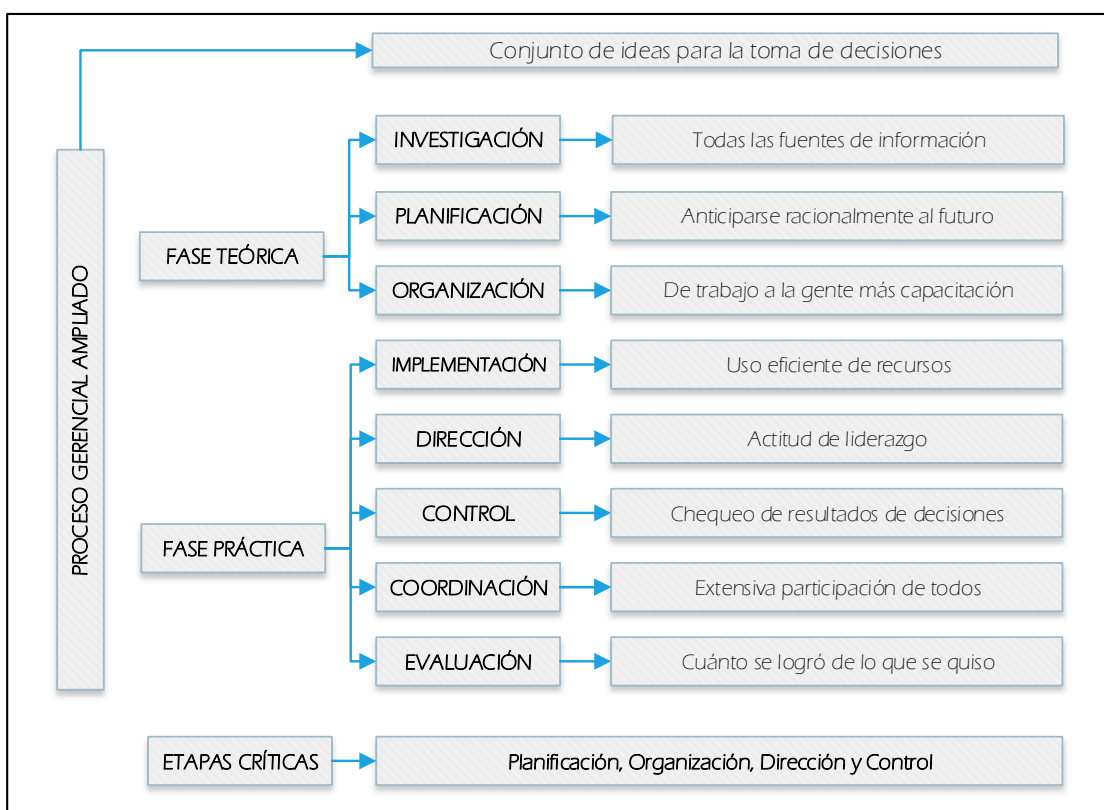 PROCESO GERENCIAL AMPLIADO
Conjunto de ideas para la toma de decisiones
FASE TEÓRICA
INVESTIGACIÓN
Todas las fuentes de información
PLANIFICACIÓN
Anticiparse racionalmente al futuro
ORGANIZACIÓN
De trabajo a la gente más capacitación
FASE PRÁCTICA
IMPLEMENTACIÓN
Uso eficiente de recursos
DIRECCIÓN
Actitud de liderazgo
CONTROL
Chequeo de resultados de decisiones
COORDINACIÓN
Extensiva participación de todos
EVALUACIÓN
Cuánto se logró de lo que se quiso
ETAPAS CRÍTICAS
Planificación, Organización, Dirección y Control